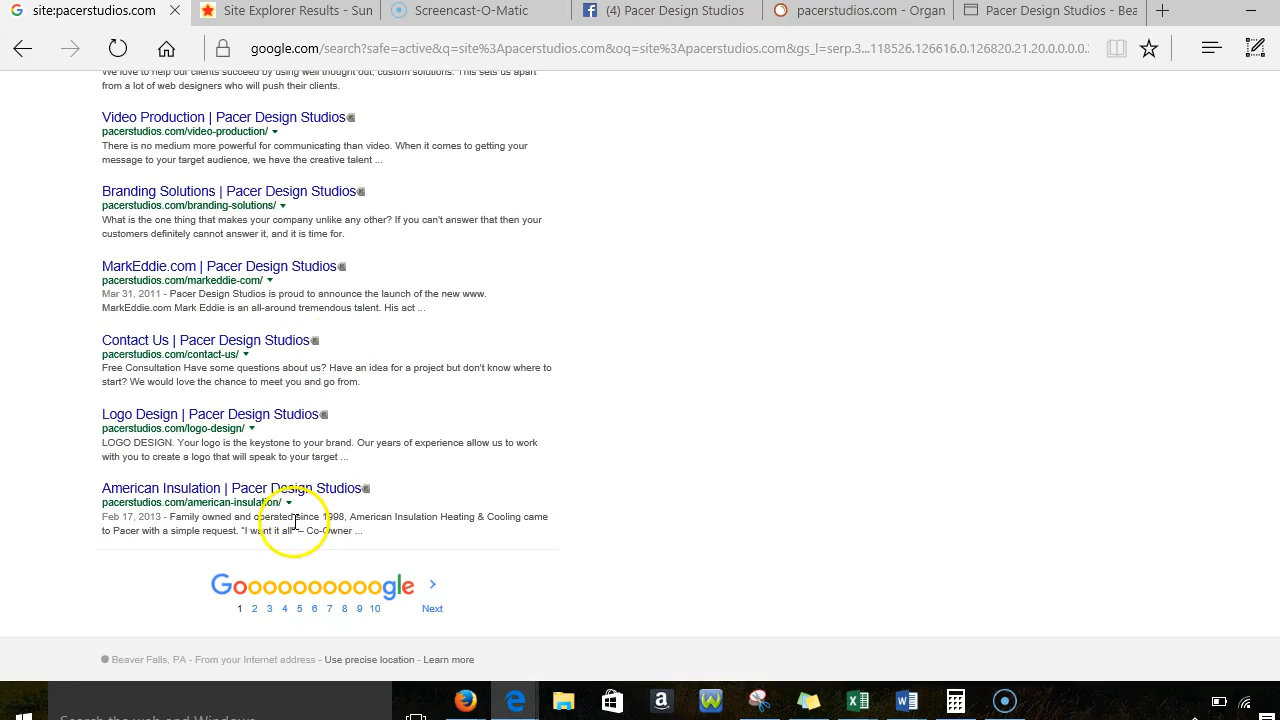 site:pacerstudios.com
Site Explorer Results - Sun
Screencast-O-Matic
(4) Pacer Design Studios
pacerstudios.com - Organ
Pacer Design Studios - Bea
google.com/search?safe=active&q=site%3Apacerstudios.com&oq=site%3Apacerstudios.com&gs_l=serp.3...118526.126616.0.126820.21.20.0.0.0.0.
We love to help our clients succeed by using well thought out, custom solutions. This sets us apart
from a lot of web designers who will push their clients.
Video Production | Pacer Design Studios
pacerstudios.com/video-production/
There is no medium more powerful for communicating than video. When it comes to getting your
message to your target audience, we have the creative talent ...
Branding Solutions | Pacer Design Studios
pacerstudios.com/branding-solutions/
What is the one thing that makes your company unlike any other? If you can't answer that then your
customers definitely cannot answer it, and it is time for.
MarkEddie.com | Pacer Design Studios
pacerstudios.com/markeddie-com/
Mar 31, 2011 - Pacer Design Studios is proud to announce the launch of the new www.
MarkEddie.com Mark Eddie is an all-around tremendous talent. His act ...
Contact Us | Pacer Design Studios
pacerstudios.com/contact-us/
Free Consultation Have some questions about us? Have an idea for a project but don't know where to
start? We would love the chance to meet you and go from.
Logo Design | Pacer Design Studios
pacerstudios.com/logo-design/
LOGO DESIGN. Your logo is the keystone to your brand. Our years of experience allow us to work
with you to create a logo that will speak to your target ...
American Insulation | Pacer Design Studios
pacerstudios.com/american-insulation/
Feb 17, 2013 - Family owned and operated since 1998, American Insulation Heating & Cooling came
to Pacer with a simple request. "I want it all" – Co-Owner ...
Goooooooooogle >
1 2 3 4 5 6 7 8 9 10 Next
Beaver Falls, PA - From your Internet address - Use precise location - Learn more
Search the web and Windows